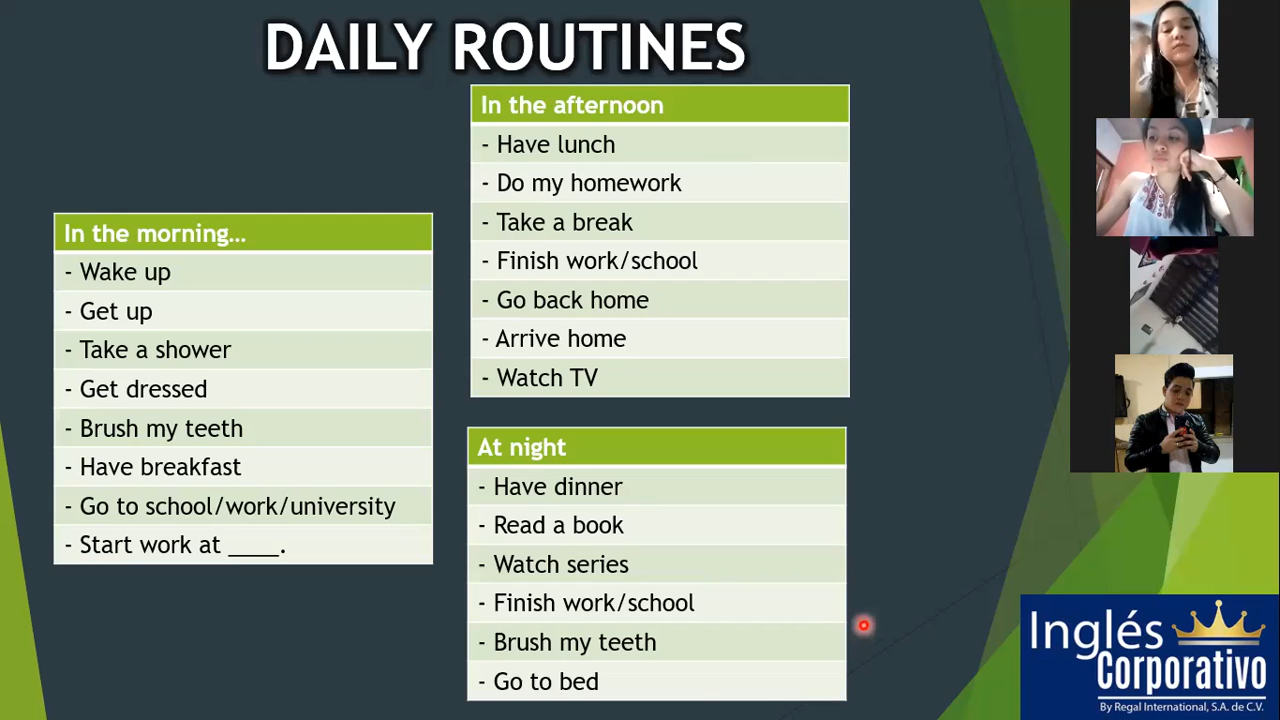 DAILY ROUTINES
In the morning…
- Wake up
- Get up
- Take a shower
- Get dressed
- Brush my teeth
- Have breakfast
- Go to school/work/university
- Start work at ____.
In the afternoon
- Have lunch
- Do my homework
- Take a break
- Finish work/school
- Go back home
- Arrive home
- Watch TV
At night
- Have dinner
- Read a book
- Watch series
- Finish work/school
- Brush my teeth
- Go to bed
Inglés
Corporativo
By Regal International, S.A. de C.V.